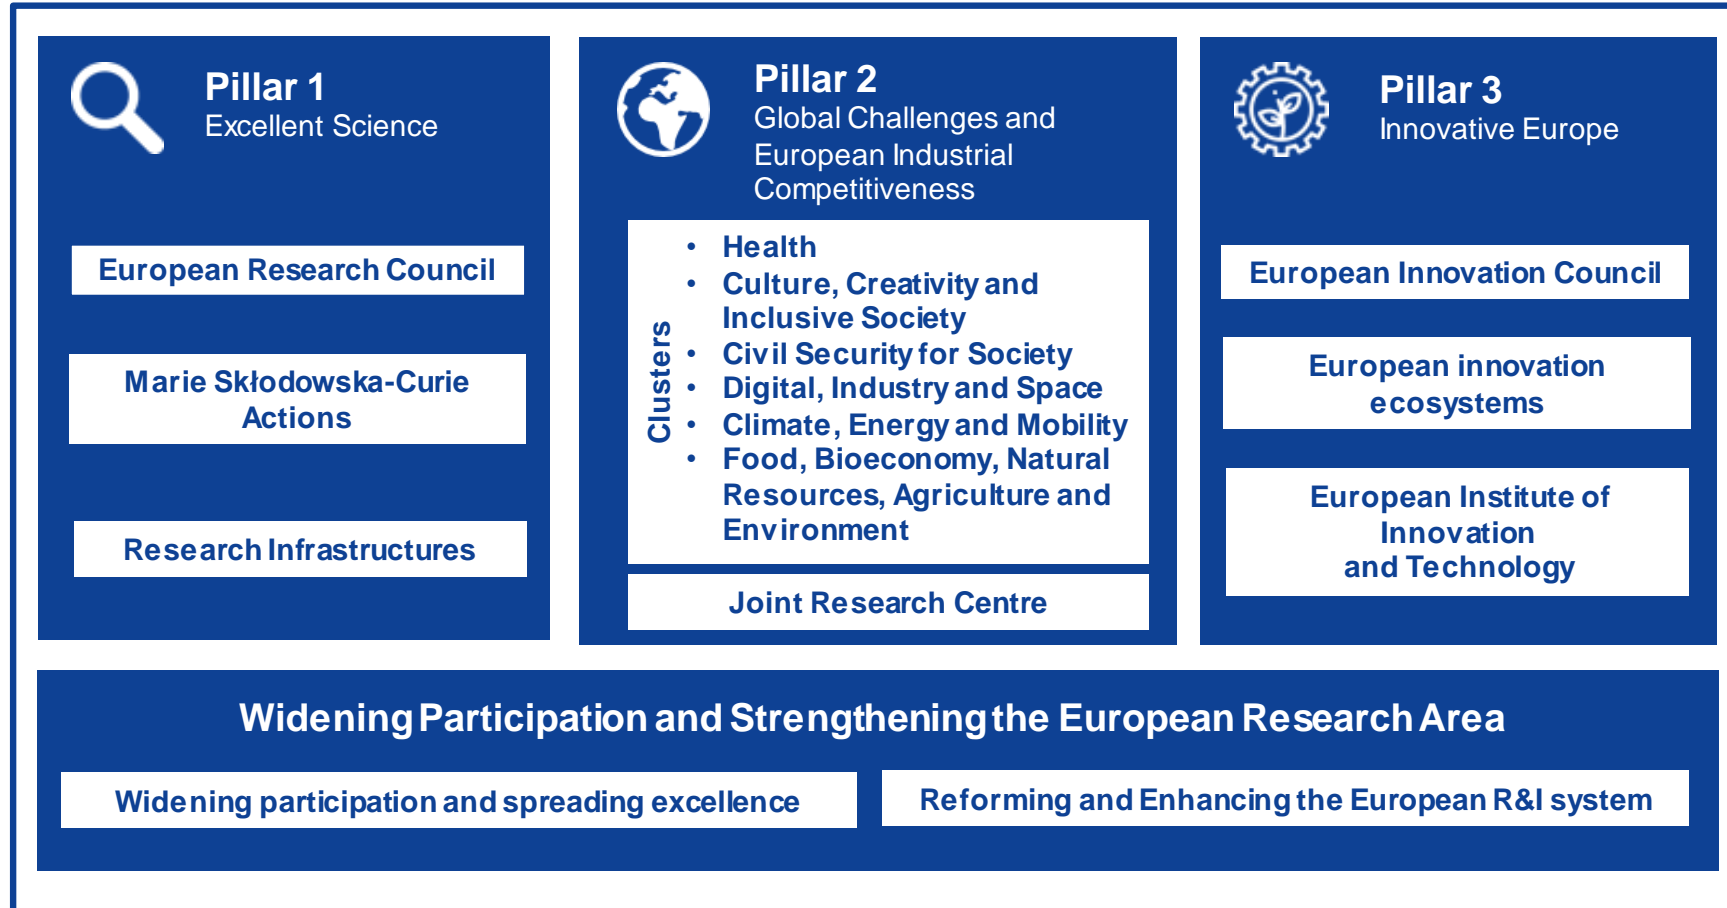 Pillar 1
Excellent Science
European Research Council
Marie Skłodowska-Curie
Actions
Research Infrastructures
Pillar 2
Global Challenges and
European Industrial
Competitiveness
Clusters
• Health
• Culture, Creativity and
Inclusive Society
• Civil Security for Society
• Digital, Industry and Space
• Climate, Energy and Mobility
• Food, Bioeconomy, Natural
Resources, Agriculture and
Environment
Joint Research Centre
Pillar 3
Innovative Europe
European Innovation Council
European innovation
ecosystems
European Institute of
Innovation
and Technology
Widening Participation and Strengthening the European Research Area
Widening participation and spreading excellence
Reforming and Enhancing the European R&I system